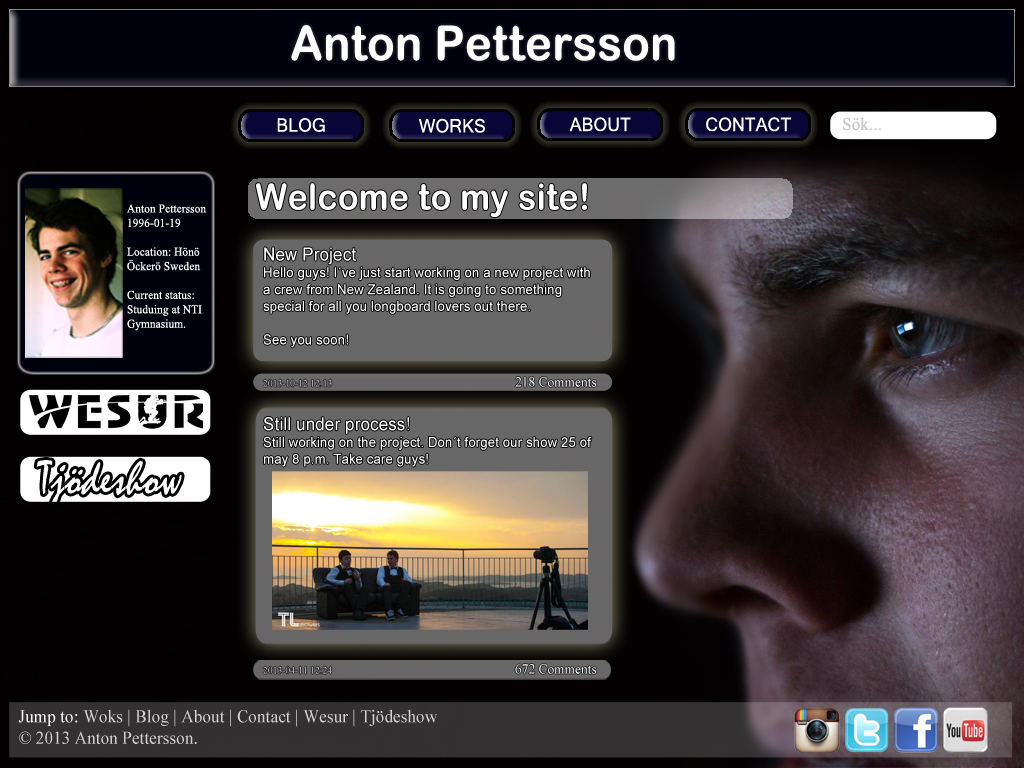 Anton Pettersson
BLOG
WORKS
ABOUT
CONTACT
Sök...
Anton Pettersson
1996-01-19
Location: Hönö
Öckerö Sweden
Current status:
Studuing at NTI
Gymnasium.
WESUR
Tjödeshow
Welcome to my site!
New Project
Hello guys! I´ve just start working on a new project with
a crew from New Zealand. It is going to something
special for all you longboard lovers out there.
See you soon!
2013-10-12 12:13
218 Comments
Still under process!
Still working on the project. Don´t forget our show 25 of
may 8 p.m. Take care guys!
TL
2013-04-11 12:24
672 Comments
Jump to: Woks | Blog | About | Contact | Wesur | Tjödeshow
© 2013 Anton Pettersson.
You Tube